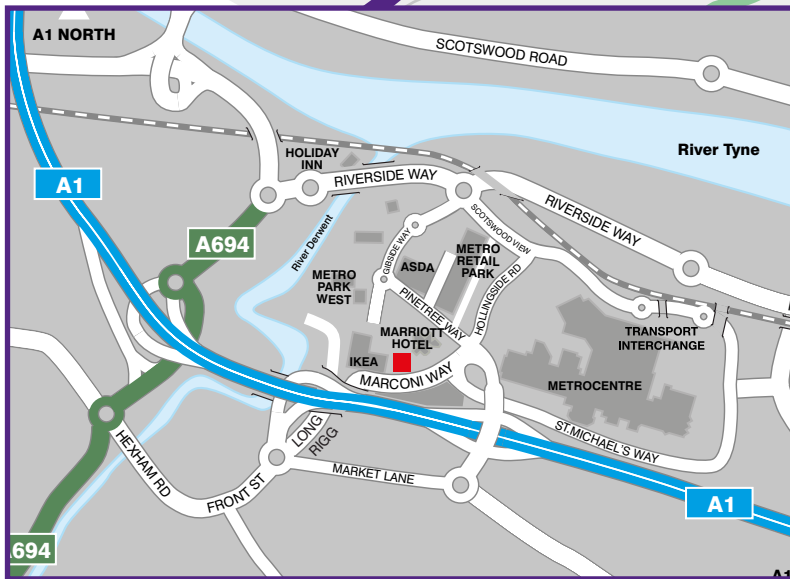 A1 NORTH
SCOTSWOOD ROAD
River Tyne
HOLIDAY
INN
RIVERSIDE WAY
A1
SCOTSWOOD VIEW
RIVERSIDE WAY
A694
River Derwent
GIBSIDE WAY
METRO
RETAIL
PARK
ASDA
METRO
PARK
WEST
HOLLINGSIDE RD
PINETREE WAY
MARRIOTT
HOTEL
TRANSPORT
INTERCHANGE
IKEA
MARCONI WAY
METROCENTRE
ST.MICHAEL'S WAY
LONG
RIGG
HEXHAM RD
FRONT ST
MARKET LANE
A1
694
A1